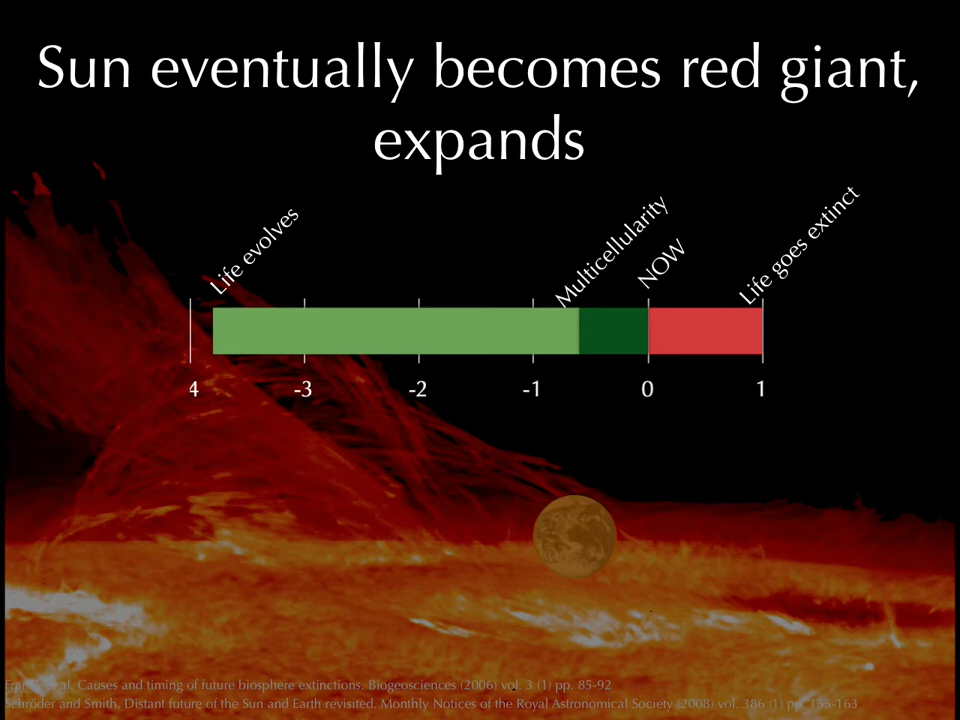 Sun eventually becomes red giant,
expands
Life evolves
Multicellularity
NOW
Life goes extinct
4 -3 -2 -1 0 1
al. Causes and timing of future biosphere extinctions. Biogeosciences (2006) vol. 3 (1) pp. 85-92
Schröder and Smith. Distant future of the Sun and Earth revisited. Monthly Notices of the Royal Astronomical Society (2008) vol. 386 (1) pp. 155-163